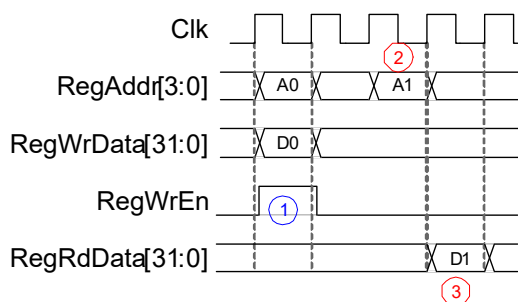 Clk
2
RegAddr[3:0] A0 A1
RegWrData[31:0] D0
RegWrEn 1
RegRdData[31:0] D1
3